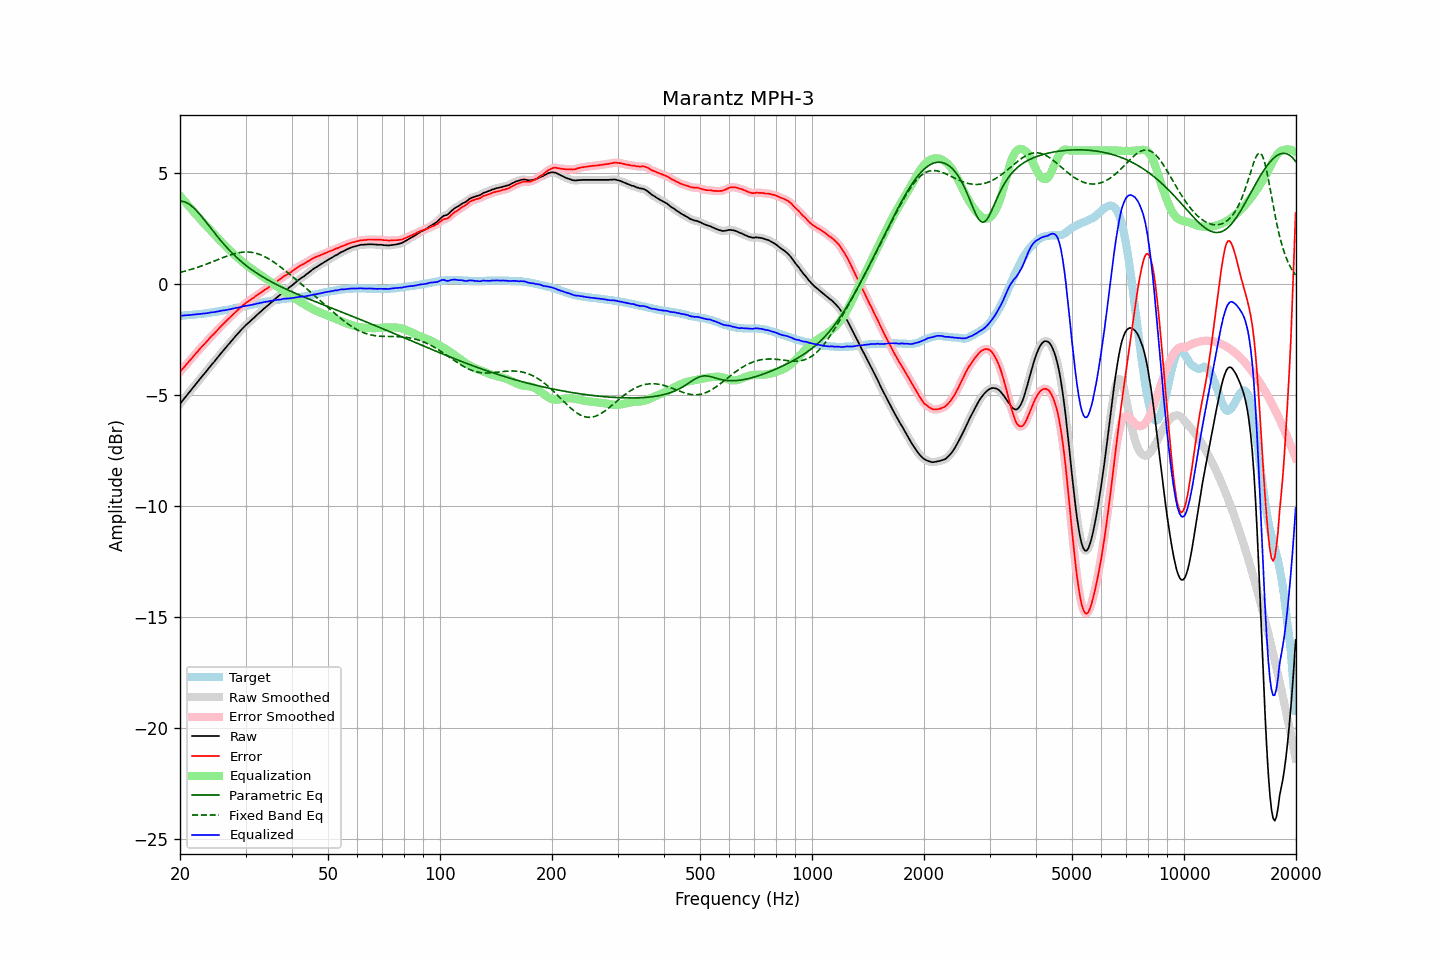 Marantz MPH-3
Amplitude (dBr)
5
0
−5
−10
−15
−20
−25
Target
Raw Smoothed
Error Smoothed
Raw
Error
Equalization
Parametric Eq
Fixed Band Eq
Equalized
20 50 100 200 500 1000 2000 5000 10000 20000
Frequency (Hz)